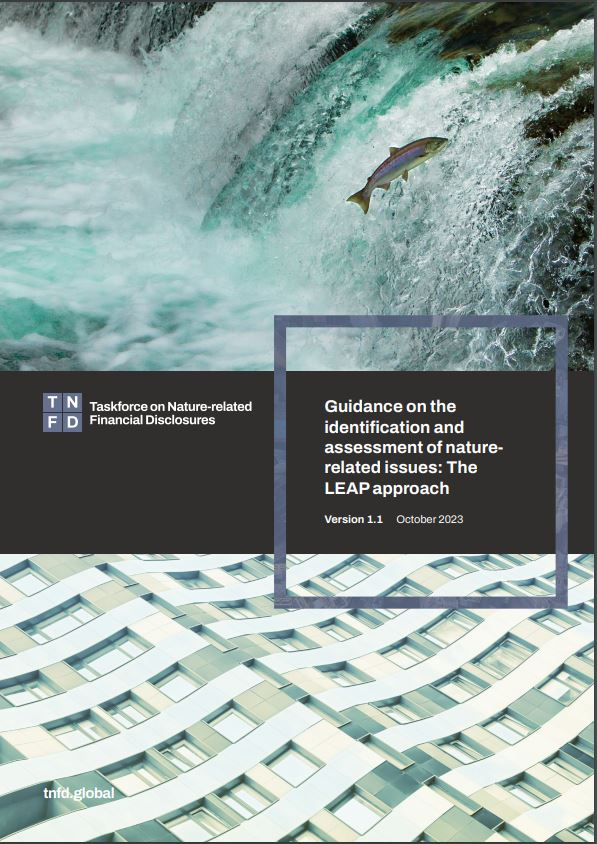 T N
F D
Taskforce on Nature-related
Financial Disclosures
Guidance on the
identification and
assessment of nature-
related issues: The
LEAP approach
Version 1.1 October 2023
tnfd.global